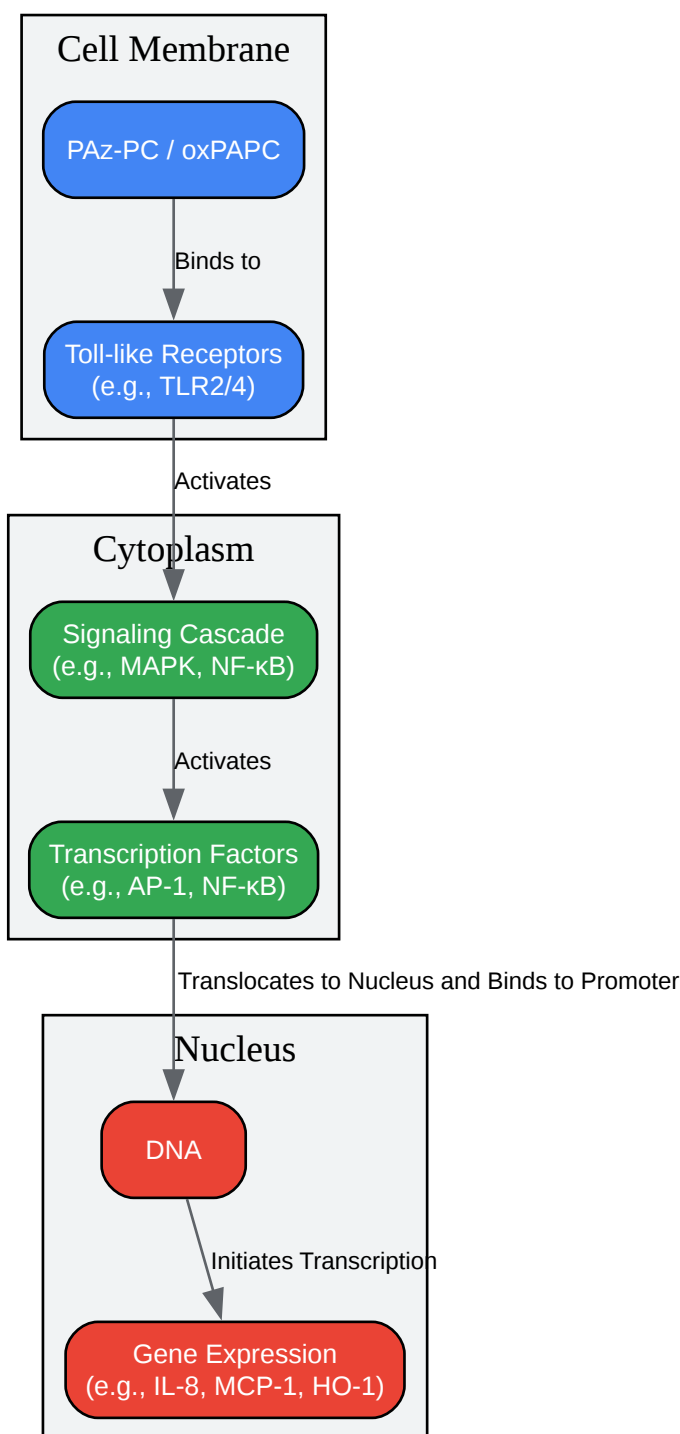 Cell Membrane
PAz-PC / oxPAPC
Binds to
Toll-like Receptors
(e.g., TLR2/4)
Activates
Cytoplasm
Signaling Cascade
(e.g., MAPK, NF-κB)
Activates
Transcription Factors
(e.g., AP-1, NF-κB)
Translocates to Nucleus and Binds to Promoter
Nucleus
DNA
Initiates Transcription
Gene Expression
(e.g., IL-8, MCP-1, HO-1)